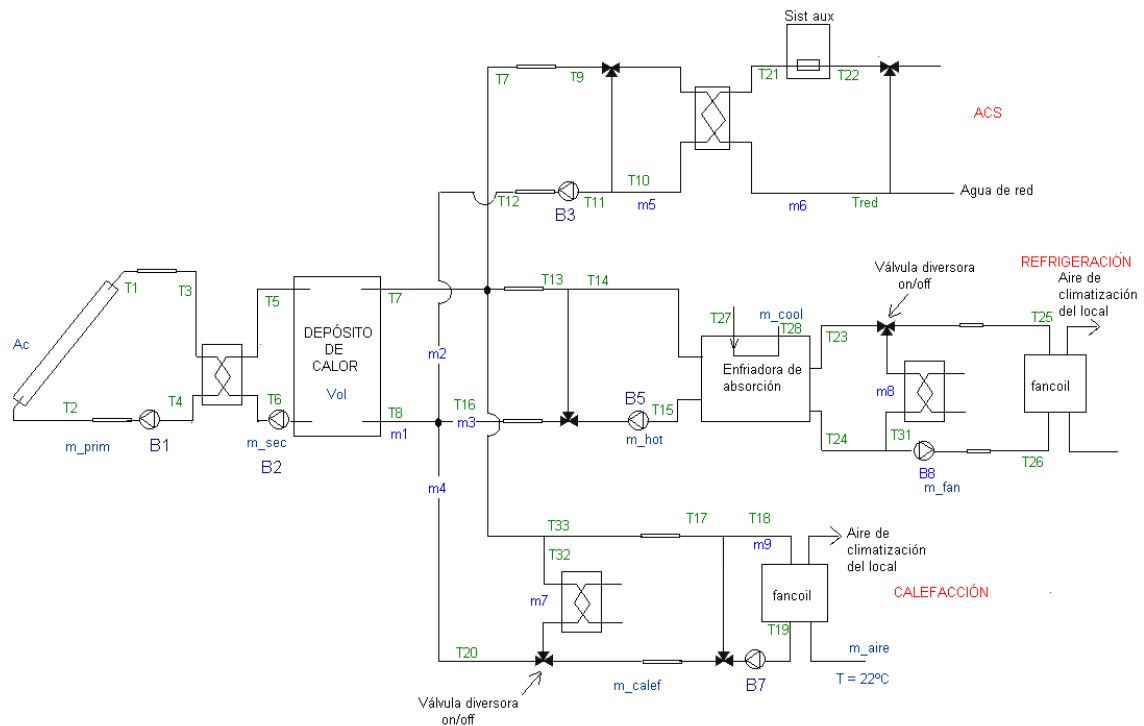 Sist aux
T7
T9
T21
T22
ACS
T10
m5
T12
T11
B3
m6
Tred
Agua de red
T1
T3
T5
T7
T13
T14
Ac
DEPÓSITO
DE
CALOR
Vol
m2
T2
T4
T6
T8
m1
m_prim
B1
m_sec
B2
T16
m3
B5
T15
m_hot
T27
m_cool
T28
Enfriadora de
absorción
T23
T24
Válvula diversora
on/off
REFRIGERACIÓN
Aire de
climatización
del local
T25
m8
fancoil
T31
B8
m_fan
T26
m4
T33
T17
T18
m9
T32
m7
Aire de
climatización
del local
fancoil
CALEFACCIÓN
T19
T20
m_calef
B7
m_aire
T = 22ºC
Válvula diversora
on/off